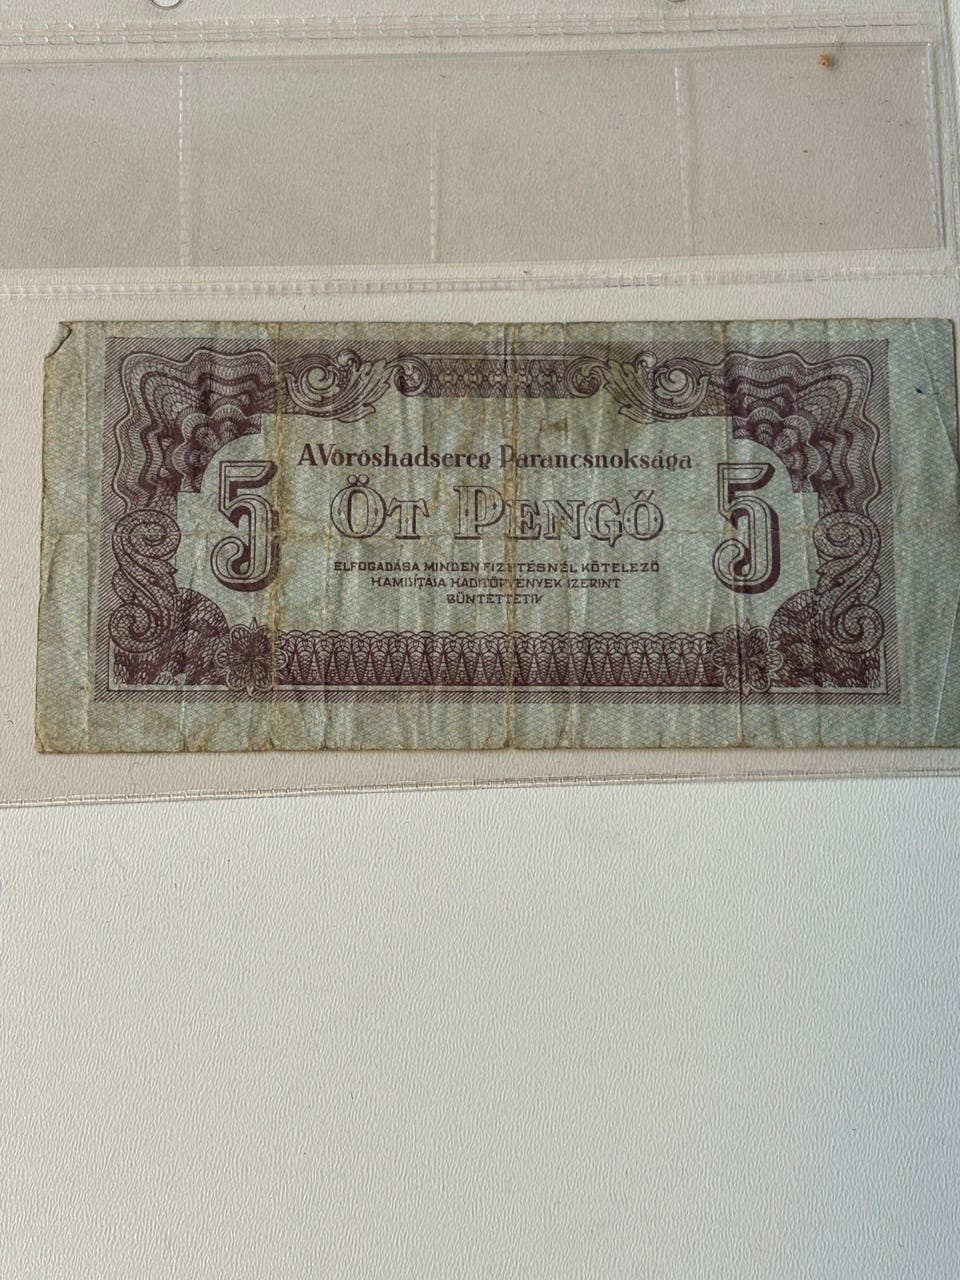 A Vöröshadsereg Parancsnoksága
5 ÖT PENGŐ 5
ELFOGADÁSA MINDEN FIZETÉSNÉL KÖTELEZŐ
HAMISÍTÁSA HADITÖRVÉNYEK SZERINT
BÜNTETTETIK